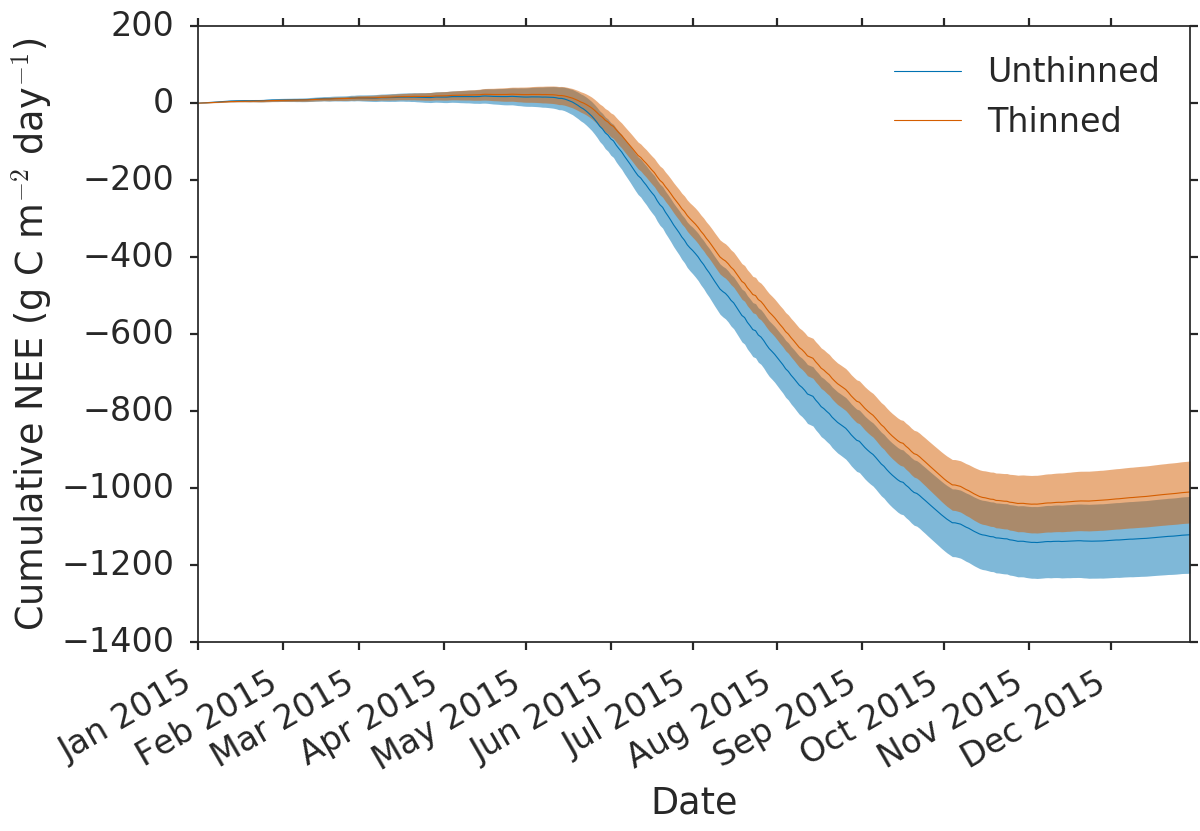 Cumulative NEE (g C m⁻² day⁻¹)
200
0
−200
−400
−600
−800
−1000
−1200
−1400
Unthinned
Thinned
Jan 2015
Feb 2015
Mar 2015
Apr 2015
May 2015
Jun 2015
Jul 2015
Aug 2015
Sep 2015
Oct 2015
Nov 2015
Dec 2015
Date